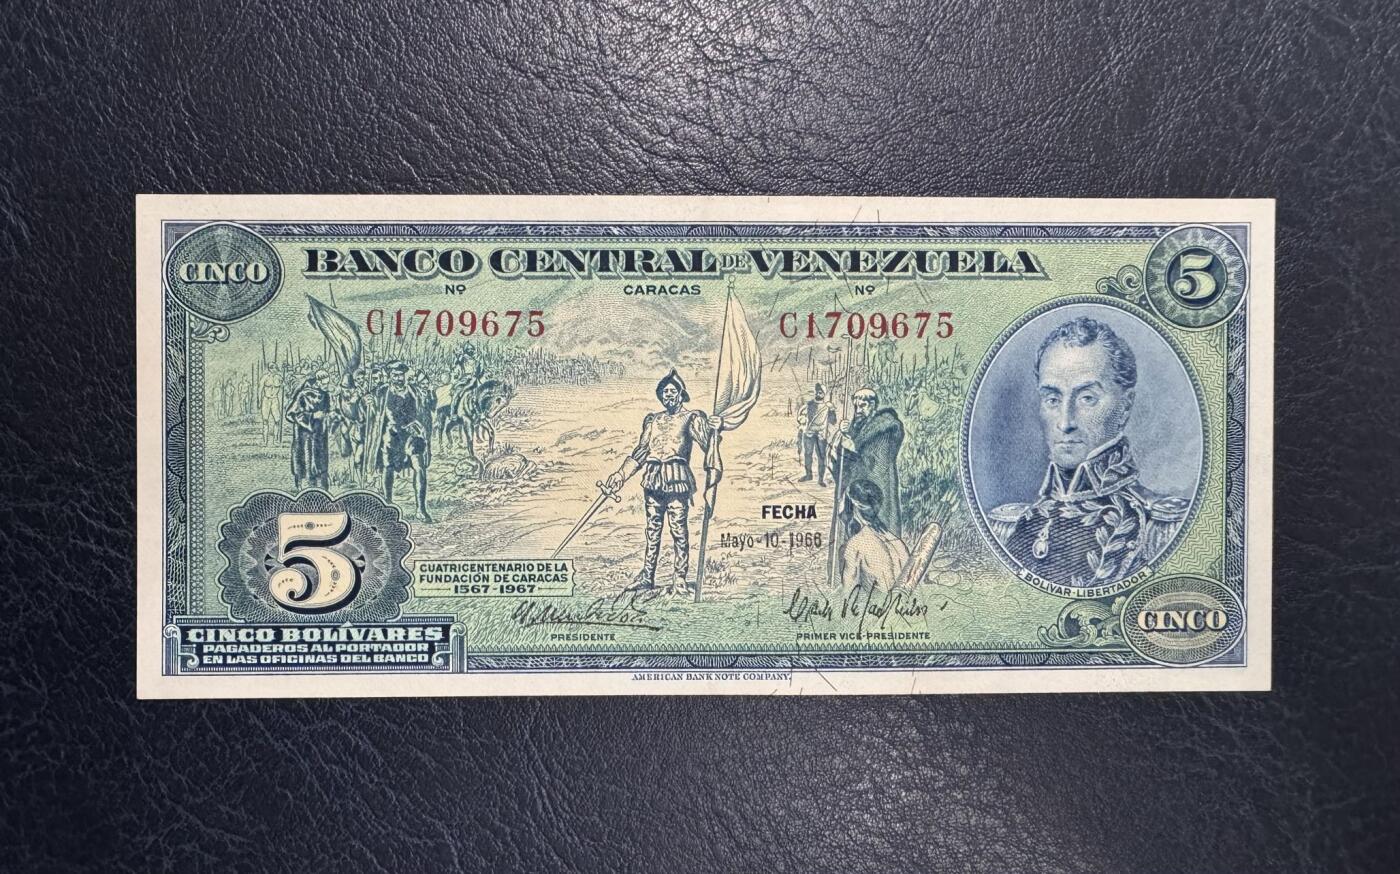 CINCO
BANCO CENTRAL DE VENEZUELA
5
Nº CARACAS Nº
C1709675 C1709675
FECHA
Mayo-10-1966
CUATRICENTENARIO DE LA
FUNDACIÓN DE CARACAS
1567-1967
5
BOLÍVAR-LIBERTADOR
CINCO
PRESIDENTE
PRIMER VICE-PRESIDENTE
CINCO BOLÍVARES
PAGADEROS AL PORTADOR
EN LAS OFICINAS DEL BANCO
AMERICAN BANK NOTE COMPANY.